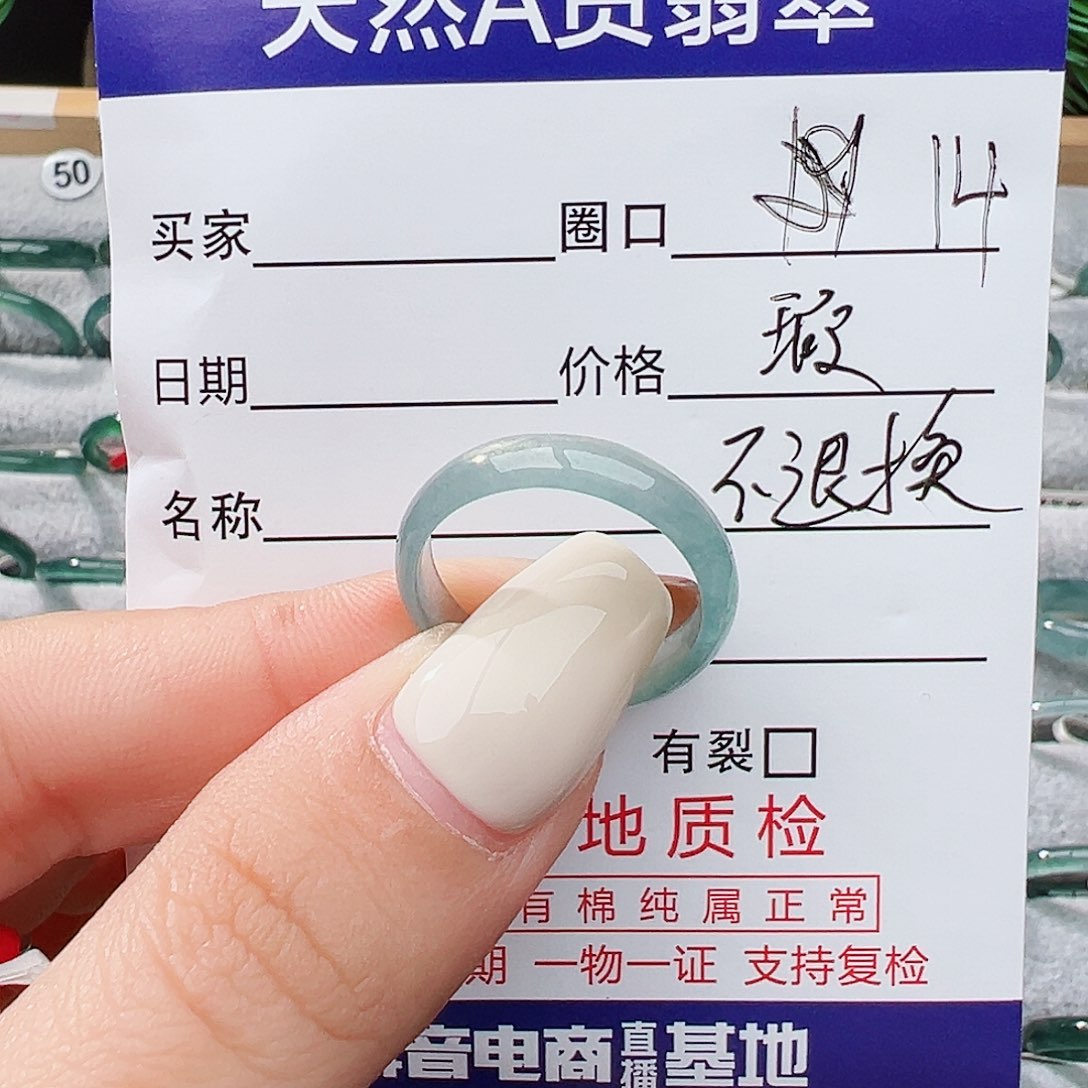 天然A货翡翠
50
买家 圈口 14
日期 价格 瑕
名称 不退换
有裂
地质检
有棉纯属正常
期 一物一证 支持复检
音电商直播基地